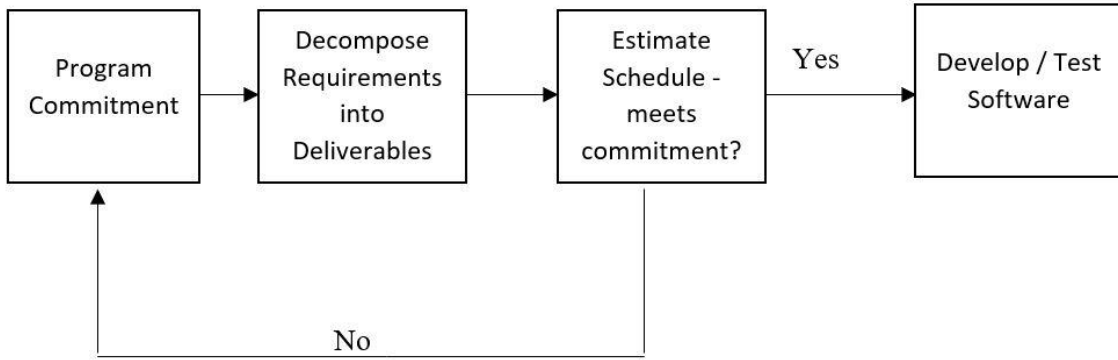 Program
Commitment
Decompose
Requirements
into
Deliverables
Estimate
Schedule -
meets
commitment?
Yes
Develop / Test
Software
No